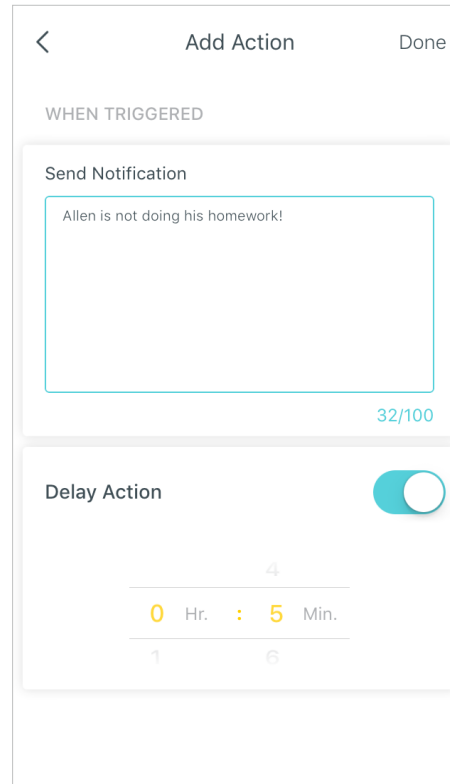 Add Action Done
WHEN TRIGGERED
Send Notification
Allen is not doing his homework!
32/100
Delay Action
4
0 Hr. : 5 Min.
1 6